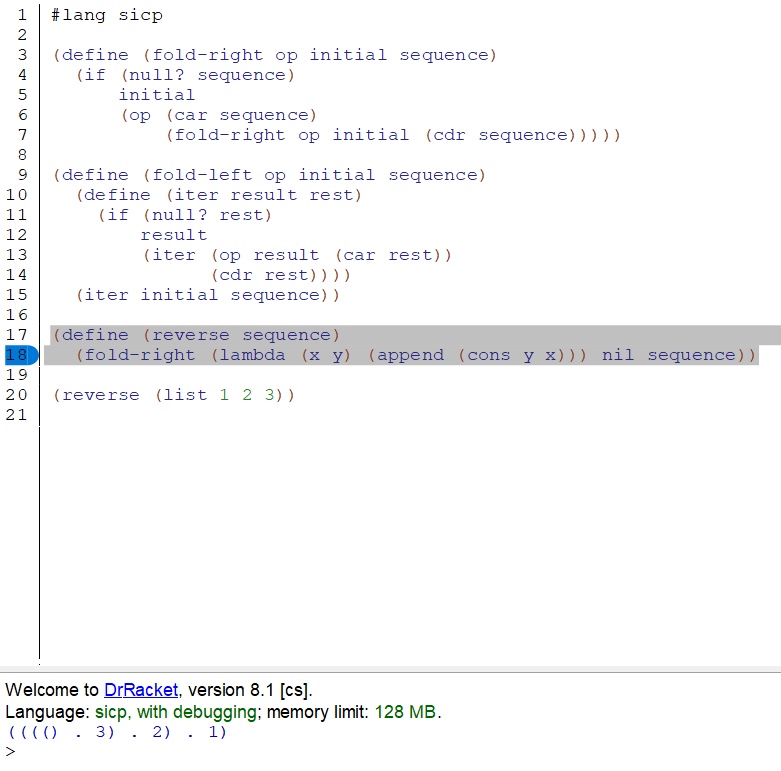 1 #lang sicp
2
3 (define (fold-right op initial sequence)
4   (if (null? sequence)
5       initial
6       (op (car sequence)
7           (fold-right op initial (cdr sequence)))))
8
9 (define (fold-left op initial sequence)
10   (define (iter result rest)
11     (if (null? rest)
12         result
13         (iter (op result (car rest))
14               (cdr rest))))
15   (iter initial sequence))
16
17 (define (reverse sequence)
18   (fold-right (lambda (x y) (append (cons y x))) nil sequence))
19
20 (reverse (list 1 2 3))
21
Welcome to DrRacket, version 8.1 [cs].
Language: sicp, with debugging; memory limit: 128 MB.
(((() . 3) . 2) . 1)
>